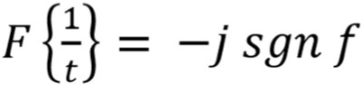 F {1/t} = −j sgn f